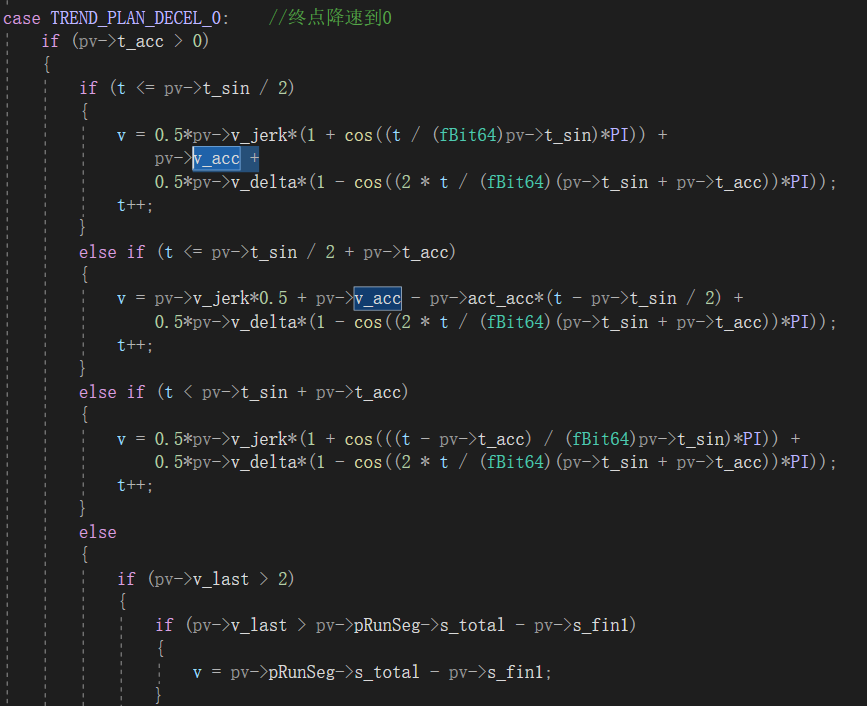 case TREND_PLAN_DECEL_0:    //终点降速到0
    if (pv->t_acc > 0)
    {
        if (t <= pv->t_sin / 2)
        {
            v = 0.5*pv->v_jerk*(1 + cos((t / (fBit64)pv->t_sin)*PI)) +
                pv->v_acc +
                0.5*pv->v_delta*(1 - cos((2 * t / (fBit64)(pv->t_sin + pv->t_acc))*PI));
            t++;
        }
        else if (t <= pv->t_sin / 2 + pv->t_acc)
        {
            v = pv->v_jerk*0.5 + pv->v_acc - pv->act_acc*(t - pv->t_sin / 2) +
                0.5*pv->v_delta*(1 - cos((2 * t / (fBit64)(pv->t_sin + pv->t_acc))*PI));
            t++;
        }
        else if (t < pv->t_sin + pv->t_acc)
        {
            v = 0.5*pv->v_jerk*(1 + cos(((t - pv->t_acc) / (fBit64)pv->t_sin)*PI)) +
                0.5*pv->v_delta*(1 - cos((2 * t / (fBit64)(pv->t_sin + pv->t_acc))*PI));
            t++;
        }
        else
        {
            if (pv->v_last > 2)
            {
                if (pv->v_last > pv->pRunSeg->s_total - pv->s_fin1)
                {
                    v = pv->pRunSeg->s_total - pv->s_fin1;
                }